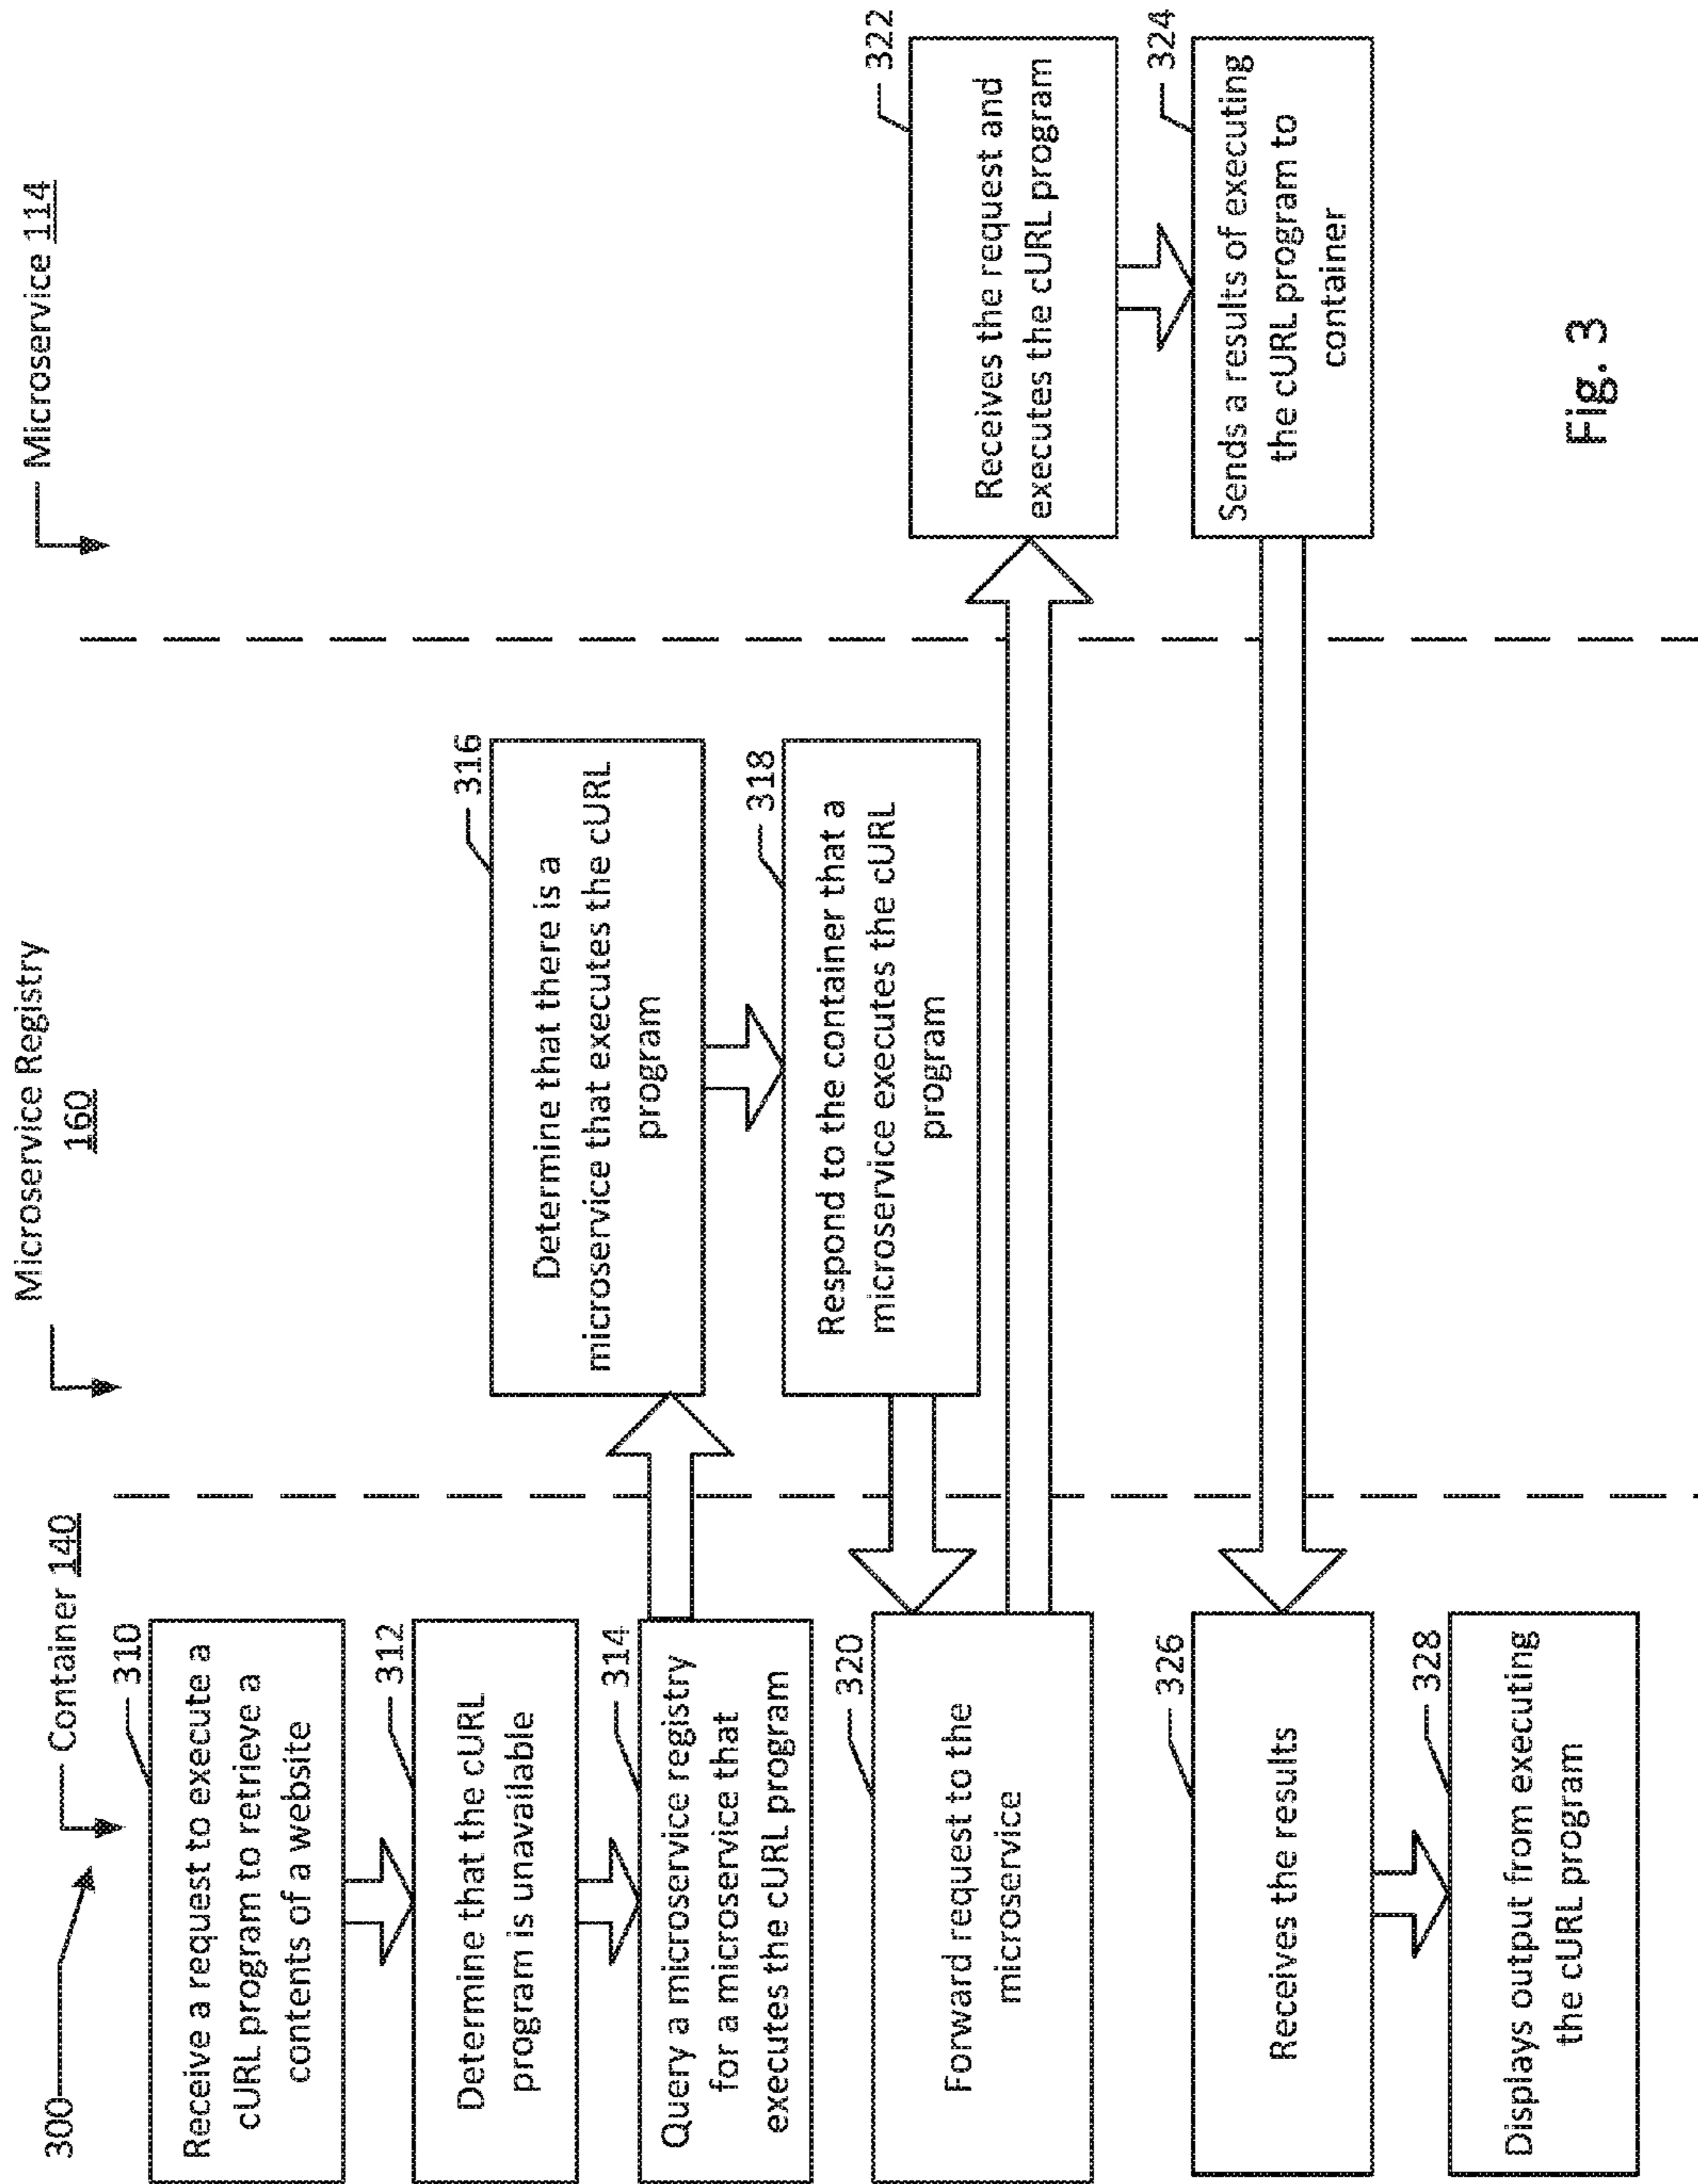 300
Container 140
Microservice Registry
160
Microservice 114
310
Receive a request to execute a
cURL program to retrieve a
contents of a website
312
Determine that the cURL
program is unavailable
314
Query a microservice registry
for a microservice that
executes the cURL program
316
Determine that there is a
microservice that executes the cURL
program
318
Respond to the container that a
microservice executes the cURL
program
320
Forward request to the
microservice
322
Receives the request and
executes the cURL program
324
Sends a results of executing
the cURL program to
container
326
Receives the results
328
Displays output from executing
the cURL program
Fig. 3